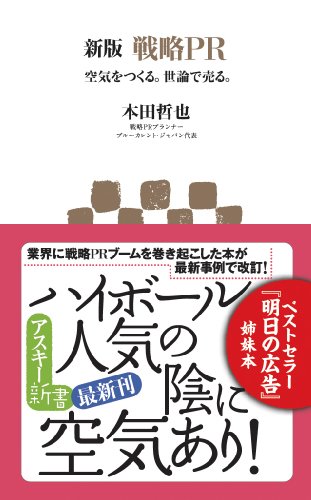 新版 戦略PR
空気をつくる。世論で売る。
本田哲也
戦略PRプランナー
ブルーカレント・ジャパン代表
業界に戦略PRブームを巻き起こした本が
最新事例で改訂！
ハイボール
人気の
陰に
空気あり！
アスキー新書
最新刊
ベストセラー
『明日の広告』
姉妹本